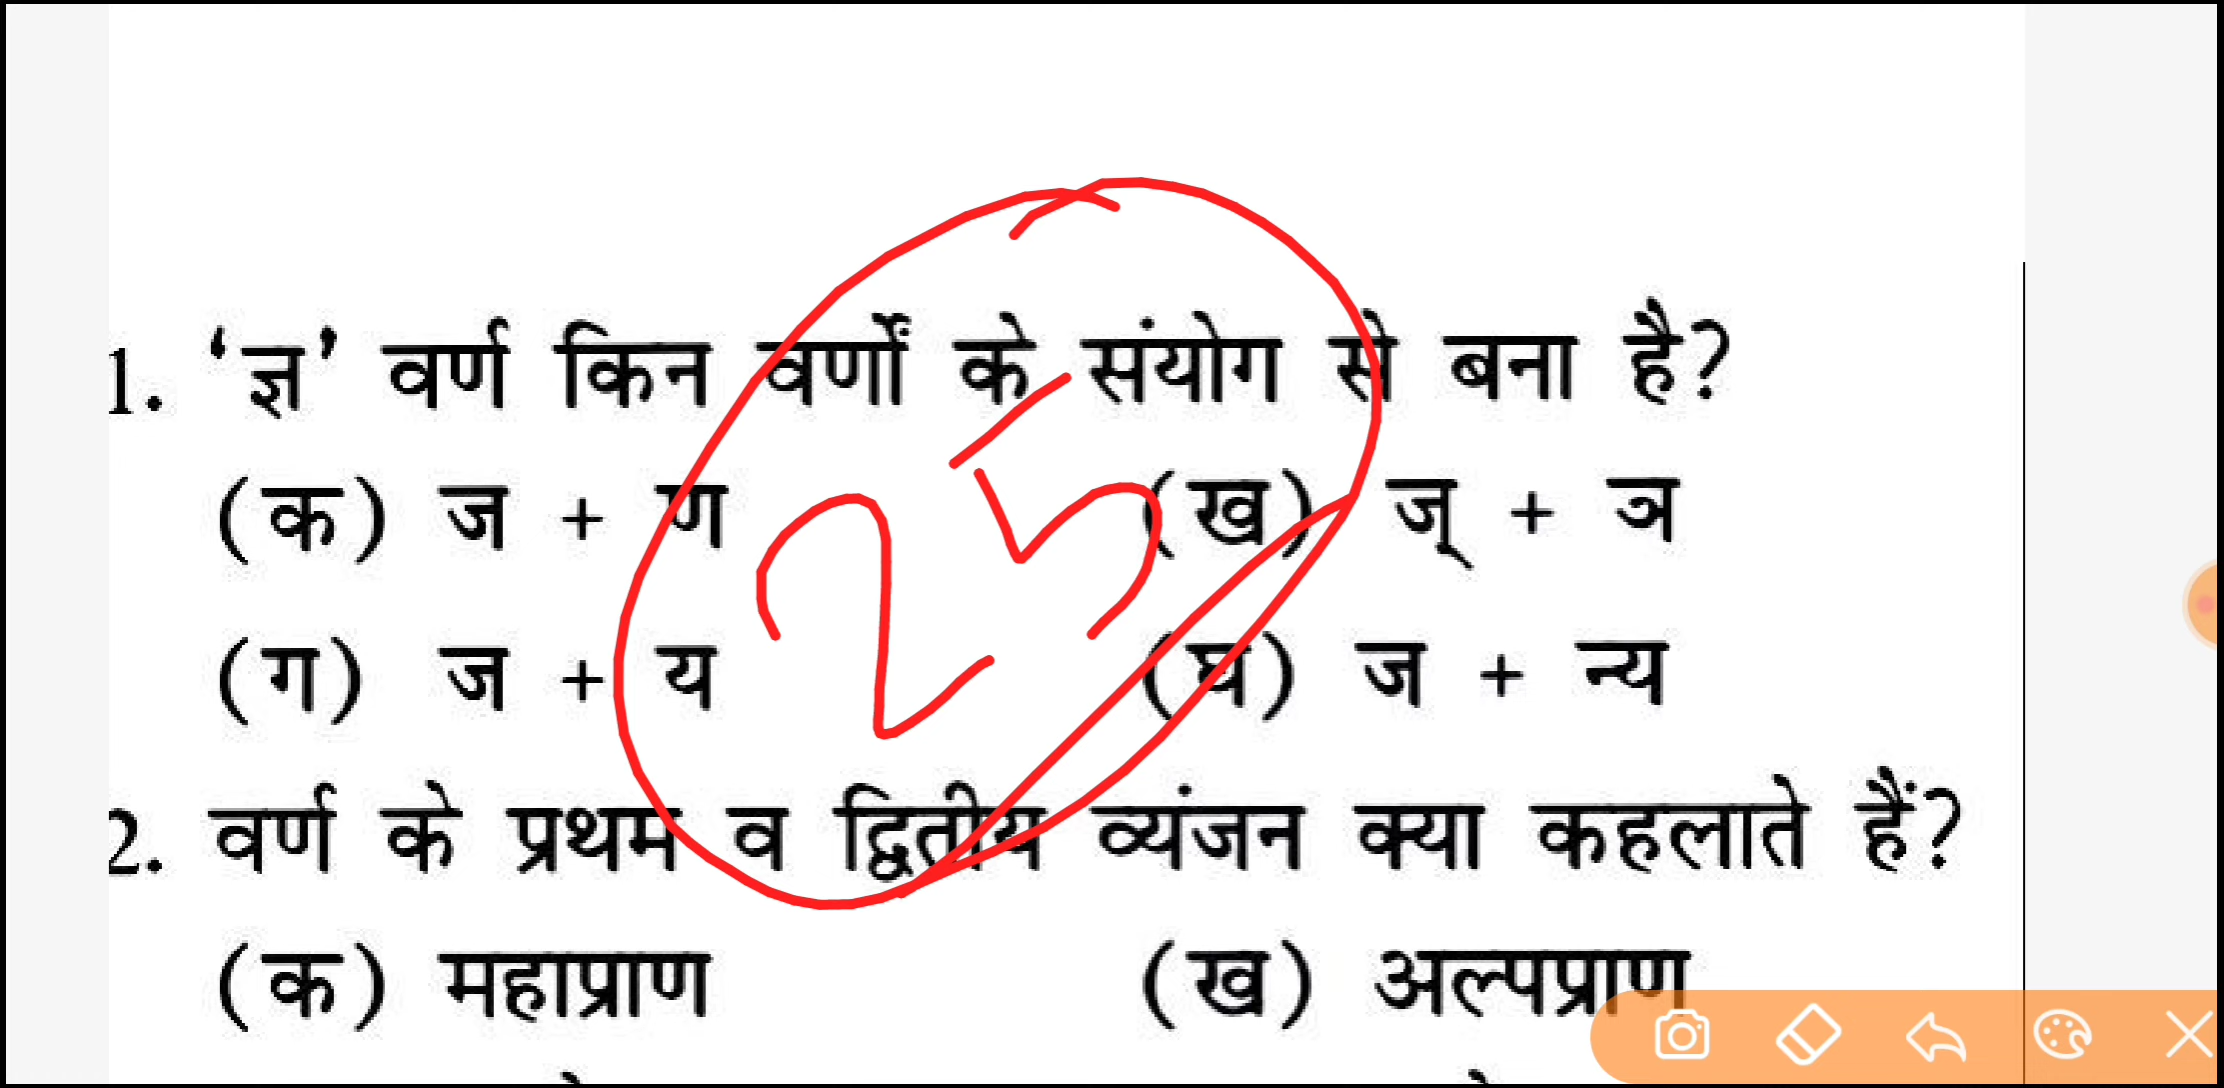 1. ‘ज्ञ’ वर्ण किन वर्णों के संयोग से बना है?
(क) ज + ण (ख) ज् + ञ
(ग) ज + य (घ) ज + न्य
25
2. वर्ण के प्रथम व द्वितीय व्यंजन क्या कहलाते हैं?
(क) महाप्राण (ख) अल्पप्राण